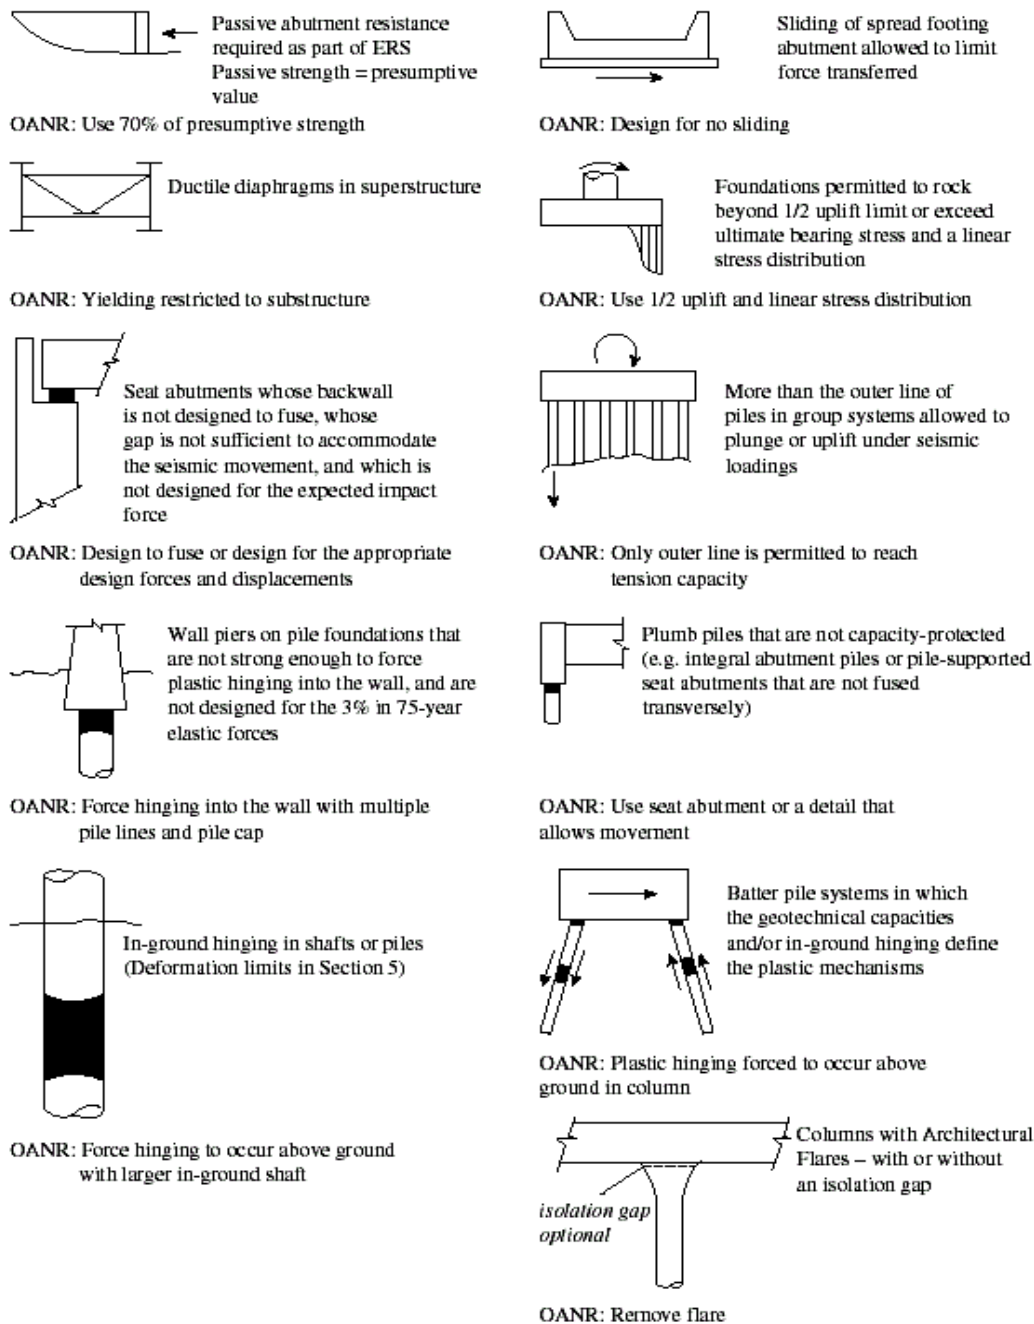 Passive abutment resistance
required as part of ERS
Passive strength = presumptive
value
OANR: Use 70% of presumptive strength
Sliding of spread footing
abutment allowed to limit
force transferred
OANR: Design for no sliding
Ductile diaphragms in superstructure
OANR: Yielding restricted to substructure
Foundations permitted to rock
beyond 1/2 uplift limit or exceed
ultimate bearing stress and a linear
stress distribution
OANR: Use 1/2 uplift and linear stress distribution
Seat abutments whose backwall
is not designed to fuse, whose
gap is not sufficient to accommodate
the seismic movement, and which is
not designed for the expected impact
force
OANR: Design to fuse or design for the appropriate
design forces and displacements
More than the outer line of
piles in group systems allowed to
plunge or uplift under seismic
loadings
OANR: Only outer line is permitted to reach
tension capacity
Wall piers on pile foundations that
are not strong enough to force
plastic hinging into the wall, and are
not designed for the 3% in 75-year
elastic forces
OANR: Force hinging into the wall with multiple
pile lines and pile cap
Plumb piles that are not capacity-protected
(e.g. integral abutment piles or pile-supported
seat abutments that are not fused
transversely)
OANR: Use seat abutment or a detail that
allows movement
In-ground hinging in shafts or piles
(Deformation limits in Section 5)
OANR: Force hinging to occur above ground
with larger in-ground shaft
Batter pile systems in which
the geotechnical capacities
and/or in-ground hinging define
the plastic mechanisms
OANR: Plastic hinging forced to occur above
ground in column
Columns with Architectural
Flares – with or without
an isolation gap
isolation gap
optional
OANR: Remove flare